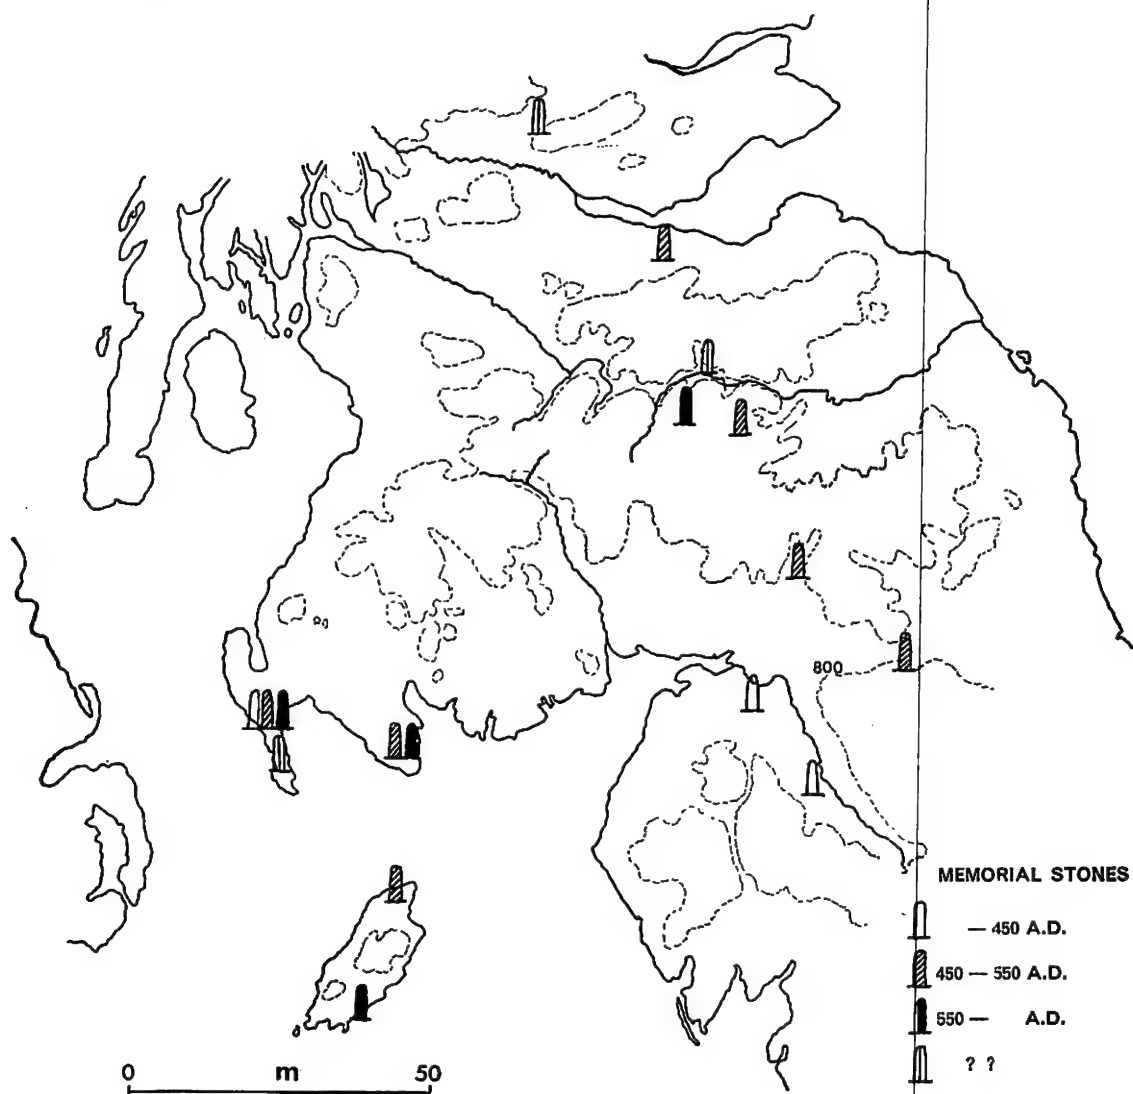 800
MEMORIAL STONES
— 450 A.D.
450 — 550 A.D.
550 — A.D.
? ?
0 m 50